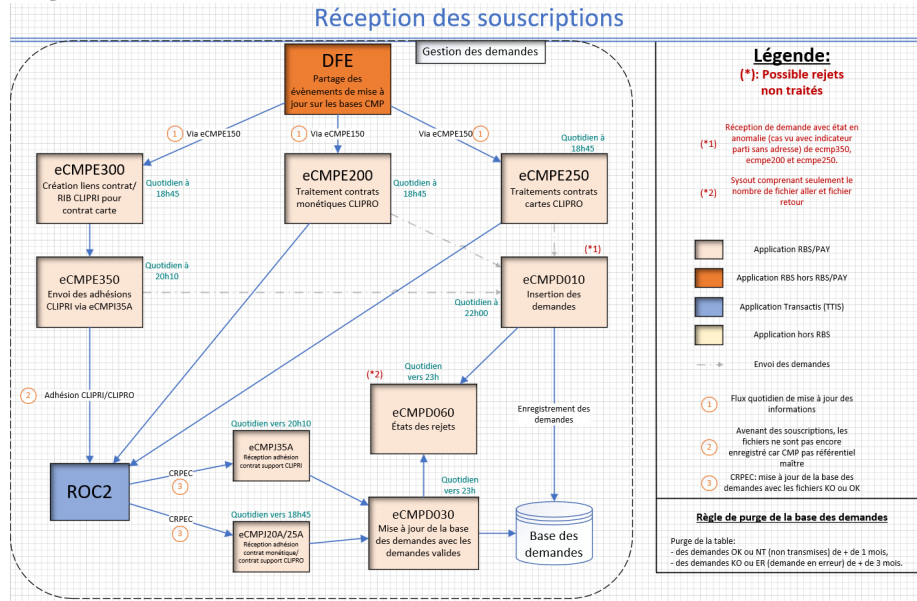 Réception des souscriptions
Gestion des demandes
DFE
Partage des
évènements de mise à
jour sur les bases CMP
1
Via eCMPE150
Via eCMPE150
1
Via eCMPE150
1
Quotidien à
18h45
eCMPE300
Création liens contrat/
RIB CLIPRI pour
contrat carte
Quotidien à
18h45
eCMPE200
Traitement contrats
monétiques CLIPRO
Quotidien à
18h45
eCMPE250
Traitements contrats
cartes CLIPRO
(*1)
eCMPE350
Envoi des adhésions
CLIPRI via eCMPI35A
Quotidien à
20h10
eCMPD010
Insertion des
demandes
Quotidien à
22h00
2
Adhésion CLIPRI/CLIPRO
(*2)
Quotidien
vers 23h
eCMPD060
États des rejets
Enregistrement des
demandes
Quotidien vers 20h10
eCMPJ35A
Réception adhésion
contrat support CLIPRI
CRPEC
3
ROC2
CRPEC
3
Quotidien vers 18h45
eCMPJ20A/25A
Réception adhésion
contrat monétique/
contrat support CLIPRO
Quotidien
vers 23h
eCMPD030
Mise à jour de la base
des demandes avec les
demandes valides
Base des
demandes
Légende:
(*): Possible rejets
non traités
(*1)
Réception de demande avec état en
anomalie (cas vu avec indicateur
parti sans adresse) de ecmp350,
ecmpe200 et ecmpe250.
(*2)
Sysout comprenant seulement le
nombre de fichier aller et fichier
retour
Application RBS/PAY
Application RBS hors RBS/PAY
Application Transactis (TTIS)
Application hors RBS
Envoi des demandes
1
Flux quotidien de mise à jour des
informations
2
Avenant des souscriptions, les
fichiers ne sont pas encore
enregistré car CMP pas référentiel
maître
3
CRPEC: mise à jour de la base des
demandes avec les fichiers KO ou OK
Règle de purge de la base des demandes
Purge de la table:
- des demandes OK ou NT (non transmises) de + de 1 mois,
- des demandes KO ou ER (demande en erreur) de + de 3 mois.